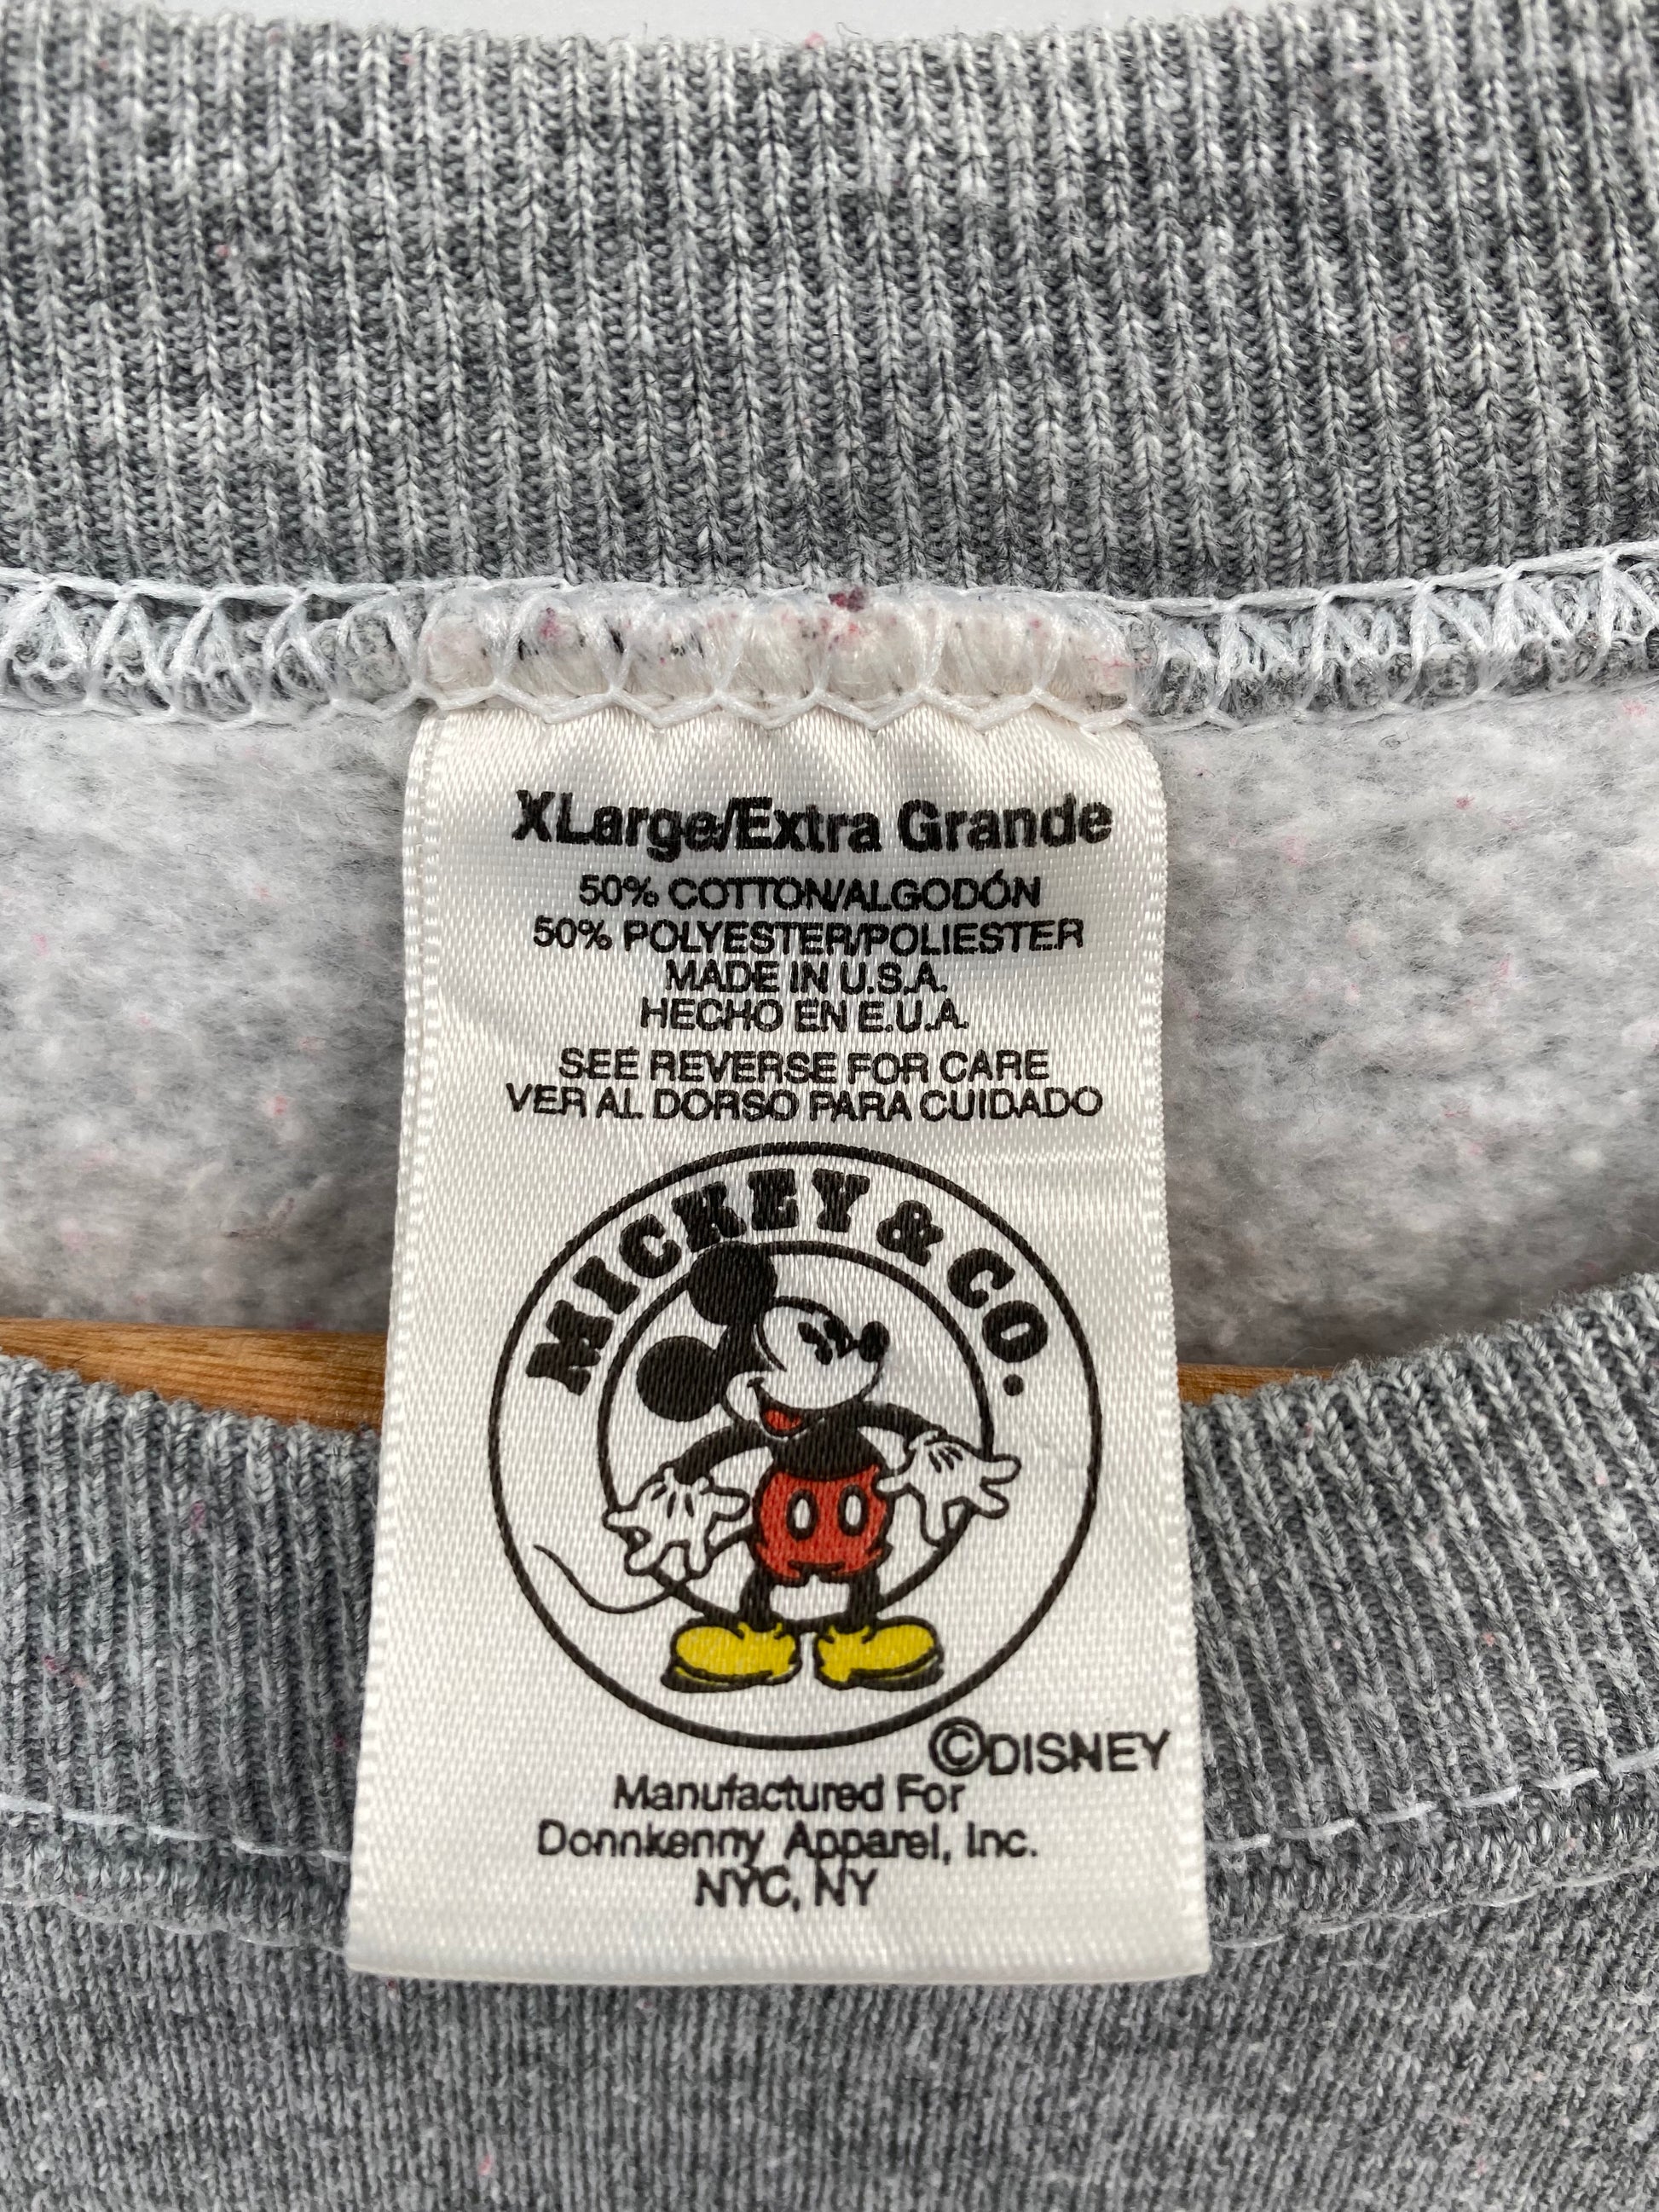 XLarge/Extra Grande
50% COTTON/ALGODÓN
50% POLYESTER/POLIESTER
MADE IN U.S.A.
HECHO EN E.U.A.
SEE REVERSE FOR CARE
VER AL DORSO PARA CUIDADO
MICKEY & CO.
©DISNEY
Manufactured For
Donnkenny Apparel, Inc.
NYC, NY